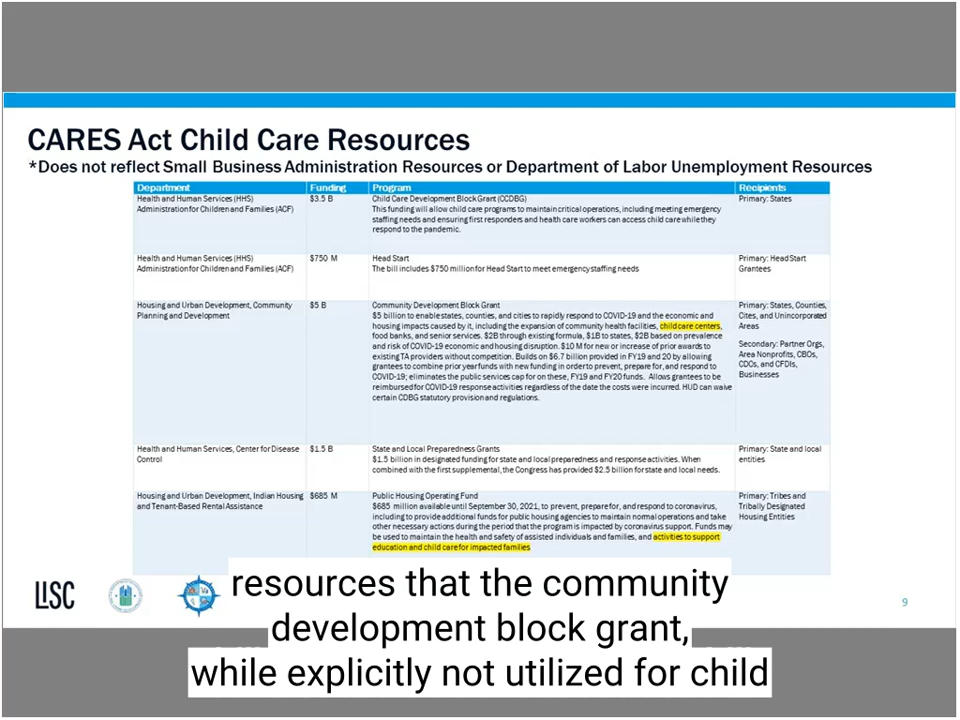 CARES Act Child Care Resources
*Does not reflect Small Business Administration Resources or Department of Labor Unemployment Resources
Department Funding Program Recipients
Health and Human Services (HHS)
Administration for Children and Families (ACF)
$3.5 B
Child Care Development Block Grant (CCDBG)
This funding will allow child care programs to maintain critical operations, including meeting emergency
staffing needs and ensuring first responders and health care workers can access child care while they
respond to the pandemic.
Primary: States
Health and Human Services (HHS)
Administration for Children and Families (ACF)
$750 M
Head Start
The bill includes $750 million for Head Start to meet emergency staffing needs
Primary: Head Start
Grantees
Housing and Urban Development, Community
Planning and Development
$5 B
Community Development Block Grant
$5 billion to enable states, counties, and cities to rapidly respond to COVID-19 and the economic and
housing impacts caused by it, including the expansion of community health facilities, child care centers,
food banks, and senior services. $2B through existing formula, $1B to states, $2B based on prevalence
and risk of COVID-19 economic and housing disruption. $10 M for new or increase of prior awards to
existing TA providers without competition. Builds on $6.7 billion provided in FY19 and 20 by allowing
grantees to combine prior year funds with new funding in order to prevent, prepare for, and respond to
COVID-19; eliminates the public services cap for on these, FY19 and FY20 funds. Allows grantees to be
reimbursed for COVID-19 response activities regardless of the date the costs were incurred. HUD can waive
certain CDBG statutory provision and regulations.
Primary: States, Counties,
Cites, and Unincorporated
Areas
Secondary: Partner Orgs,
Area Nonprofits, CBOs,
CDOs, and CFDIs,
Businesses
Health and Human Services, Center for Disease
Control
$1.5 B
State and Local Preparedness Grants
$1.5 billion in designated funding for state and local preparedness and response activities. When
combined with the first supplemental, the Congress has provided $2.5 billion for state and local needs.
Primary: State and local
entities
Housing and Urban Development, Indian Housing
and Tenant-Based Rental Assistance
$685 M
Public Housing Operating Fund
$685 million available until September 30, 2021, to prevent, prepare for, and respond to coronavirus,
including to provide additional funds for public housing agencies to maintain normal operations and take
other necessary actions during the period that the program is impacted by coronavirus support. Funds may
be used to maintain the health and safety of assisted individuals and families, and activities to support
education and child care for impacted families
Primary: Tribes and
Tribally Designated
Housing Entities
LISC
9
resources that the community
development block grant,
while explicitly not utilized for child